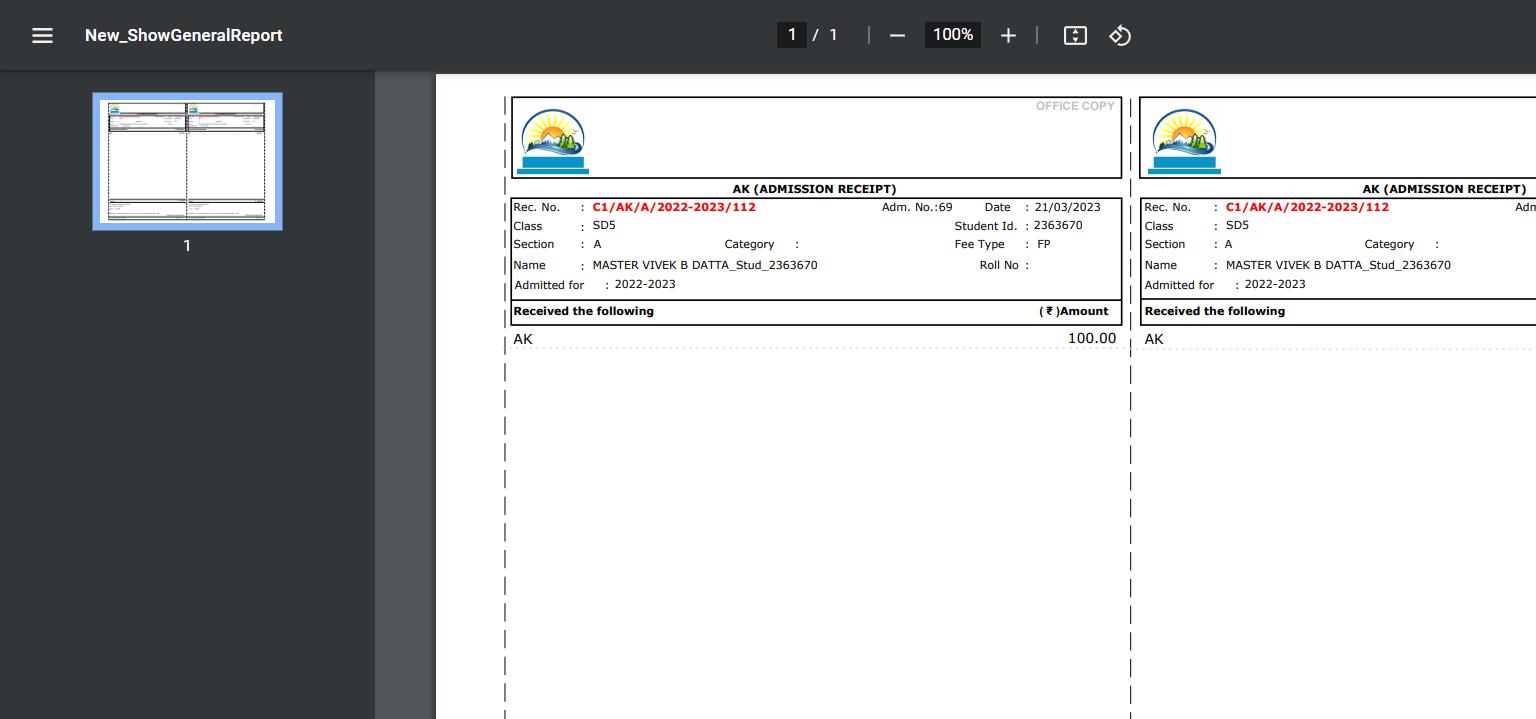 New_ShowGeneralReport
1 / 1
100%
1
OFFICE COPY
AK (ADMISSION RECEIPT)
Rec. No. : C1/AK/A/2022-2023/112 Adm. No.:69 Date : 21/03/2023
Class : SD5 Student Id. : 2363670
Section : A Category : Fee Type : FP
Name : MASTER VIVEK B DATTA_Stud_2363670 Roll No :
Admitted for : 2022-2023
Received the following ( ₹ )Amount
AK 100.00
AK (ADMISSION RECEIPT)
Rec. No. : C1/AK/A/2022-2023/112 Adm
Class : SD5
Section : A Category :
Name : MASTER VIVEK B DATTA_Stud_2363670
Admitted for : 2022-2023
Received the following
AK